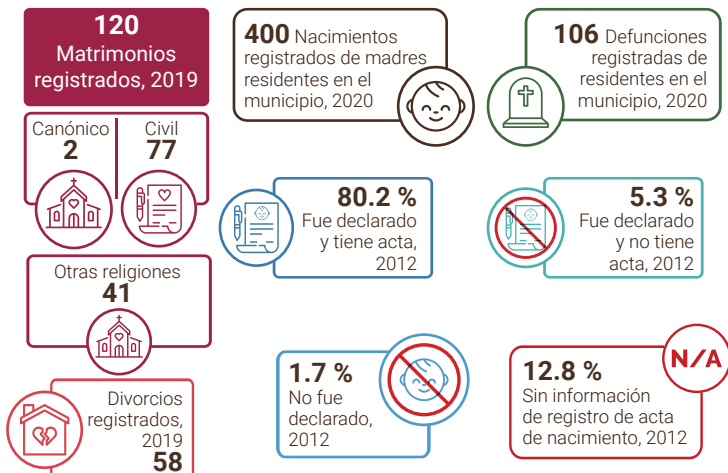 120
Matrimonios
registrados, 2019
Canónico
2
Civil
77
Otras religiones
41
Divorcios
registrados,
2019
58
400 Nacimientos
registrados de madres
residentes en el
municipio, 2020
106 Defunciones
registradas de
residentes en el
municipio, 2020
80.2 %
Fue declarado
y tiene acta,
2012
5.3 %
Fue declarado
y no tiene
acta, 2012
1.7 %
No fue
declarado,
2012
N/A
12.8 %
Sin información
de registro de acta
de nacimiento, 2012